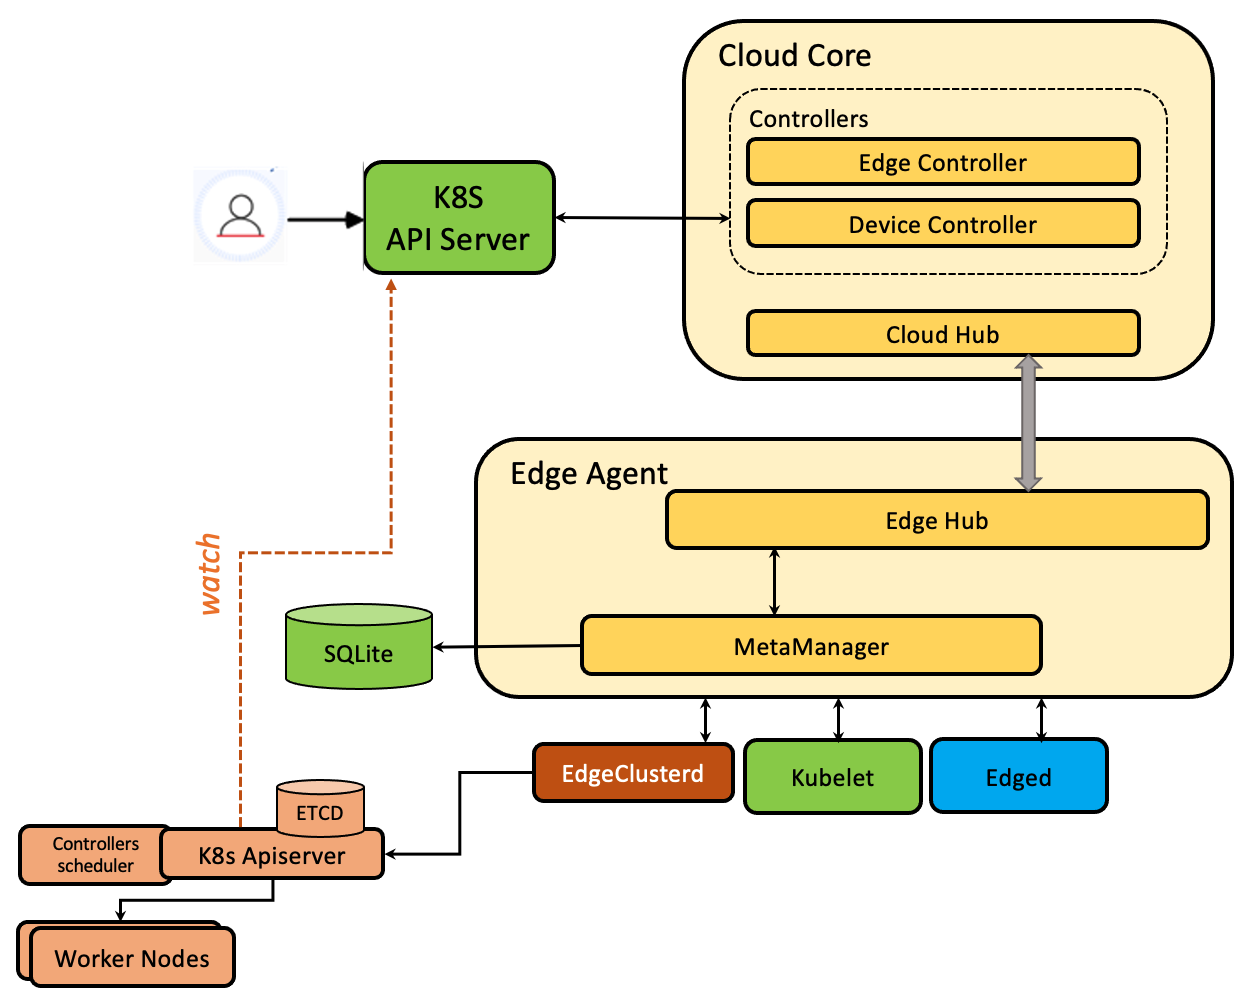 Cloud Core
Controllers
Edge Controller
Device Controller
Cloud Hub
K8S
API Server
Edge Agent
Edge Hub
MetaManager
watch
SQLite
EdgeClusterd
Kubelet
Edged
ETCD
Controllers
scheduler
K8s Apiserver
Worker Nodes